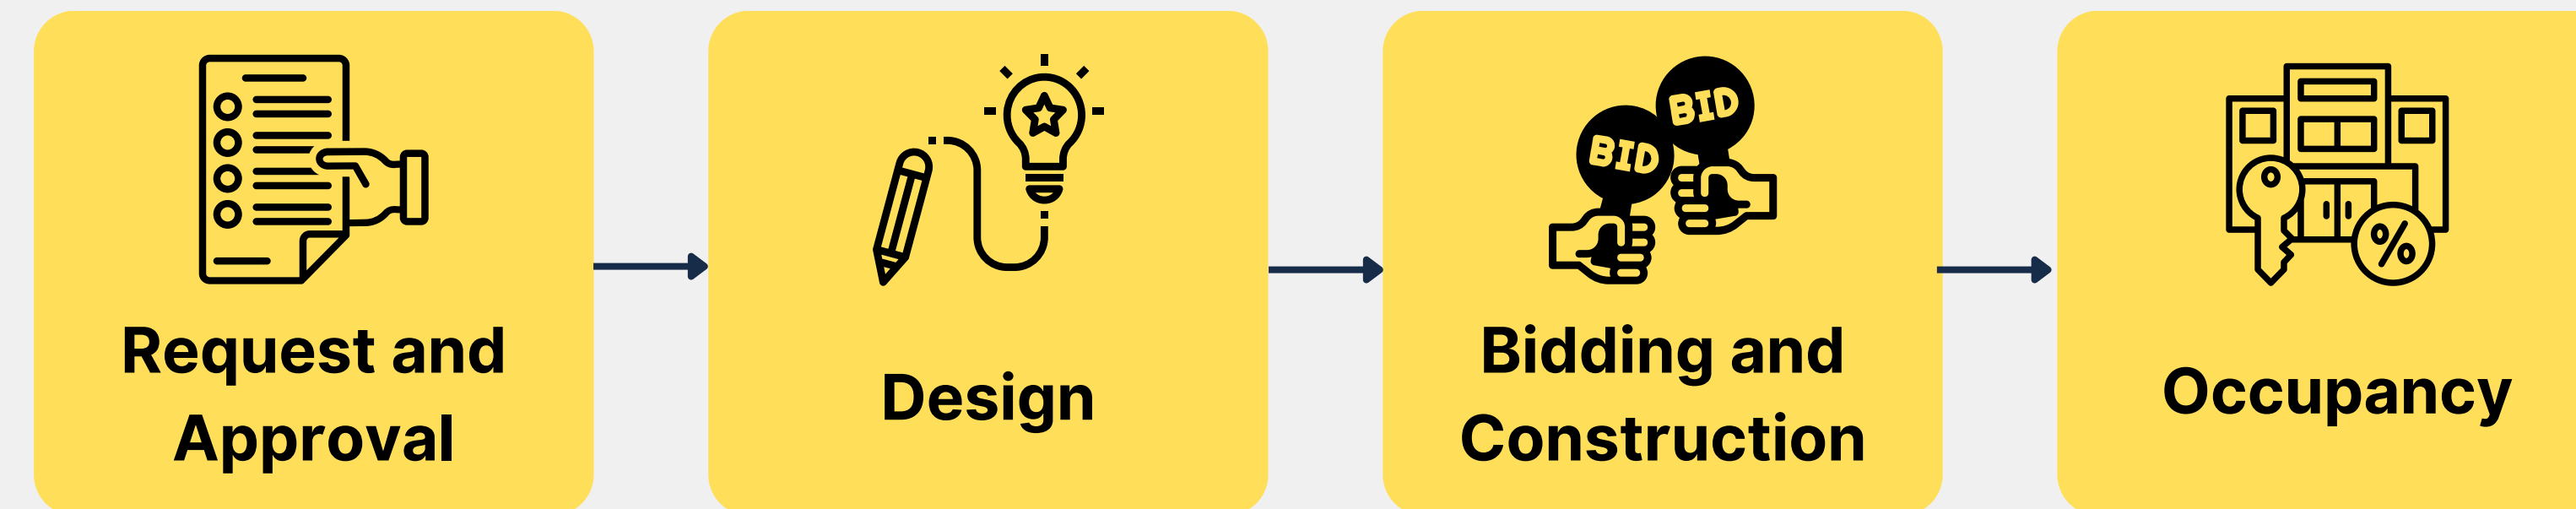 Request and
Approval
Design
BID
BID
Bidding and
Construction
%
Occupancy